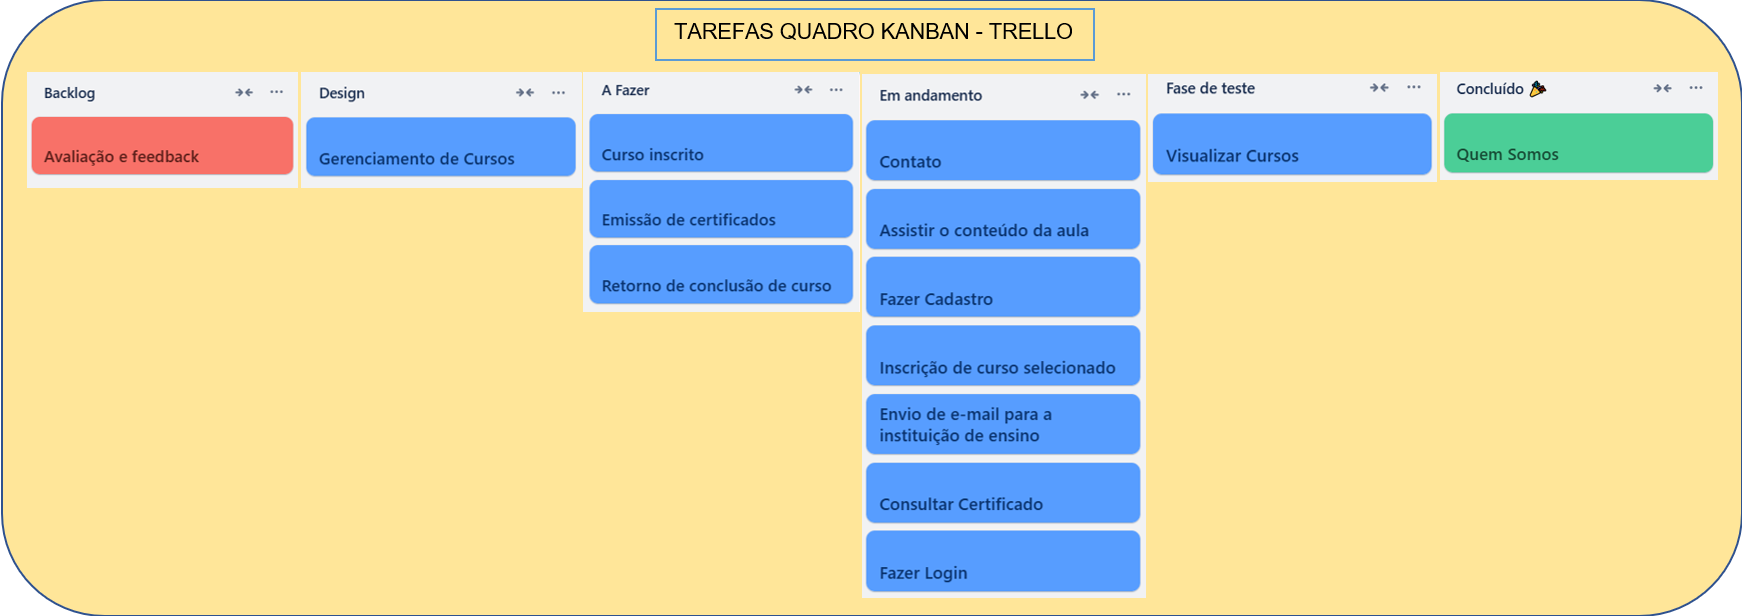 TAREFAS QUADRO KANBAN - TRELLO
Backlog
Avaliação e feedback
Design
Gerenciamento de Cursos
A Fazer
Curso inscrito
Emissão de certificados
Retorno de conclusão de curso
Em andamento
Contato
Assistir o conteúdo da aula
Fazer Cadastro
Inscrição de curso selecionado
Envio de e-mail para a
instituição de ensino
Consultar Certificado
Fazer Login
Fase de teste
Visualizar Cursos
Concluído 🎉
Quem Somos